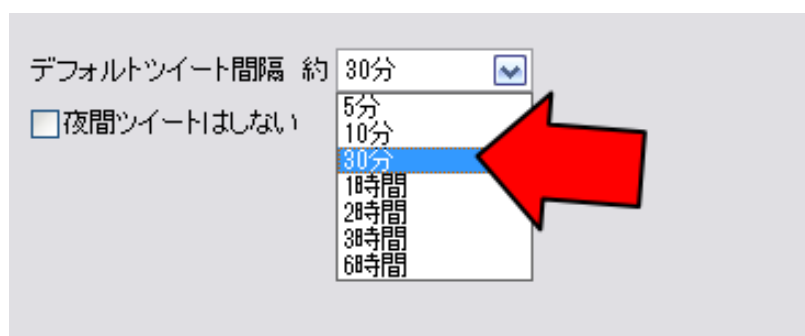 デフォルトツイート間隔 約 30分
夜間ツイートはしない
5分
10分
30分
1時間
2時間
3時間
6時間